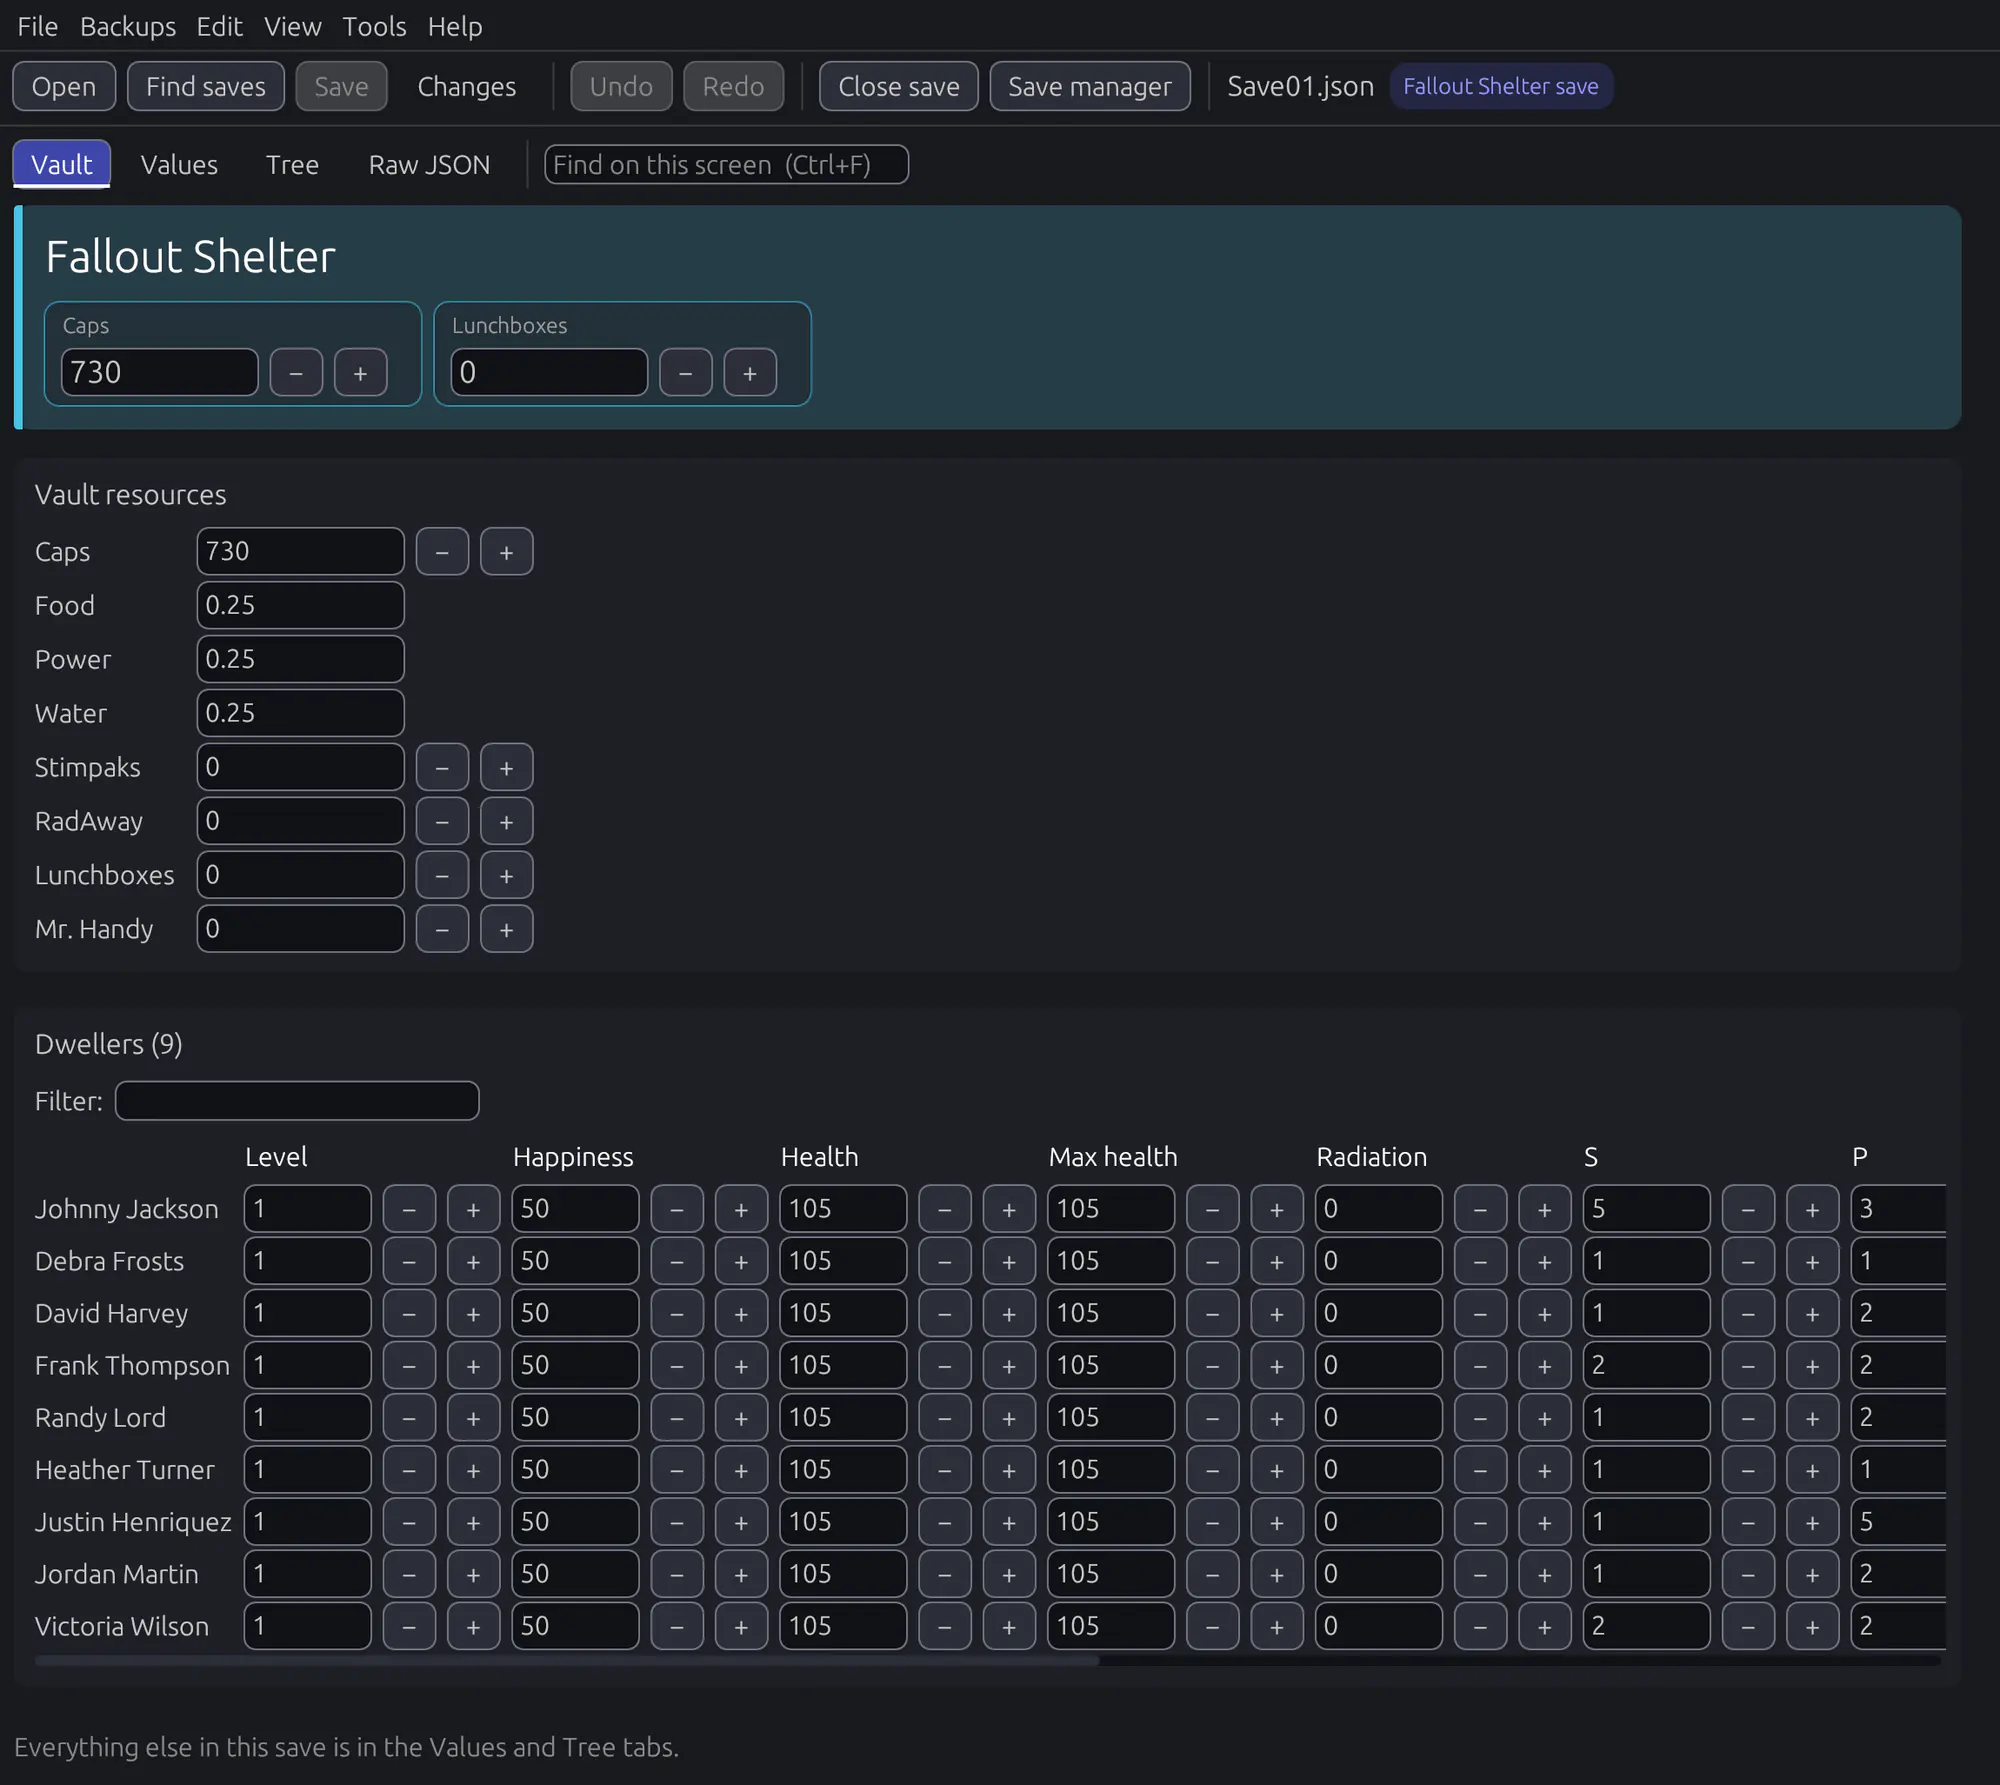 File Backups Edit View Tools Help
Open Find saves Save Changes Undo Redo Close save Save manager Save01.json Fallout Shelter save
Vault Values Tree Raw JSON Find on this screen (Ctrl+F)
Fallout Shelter
Caps Lunchboxes
730 – + 0 – +
Vault resources
Caps 730 – +
Food 0.25
Power 0.25
Water 0.25
Stimpaks 0 – +
RadAway 0 – +
Lunchboxes 0 – +
Mr. Handy 0 – +
Dwellers (9)
Filter:
Level Happiness Health Max health Radiation S P
Johnny Jackson 1 – + 50 – + 105 – + 105 – + 0 – + 5 – + 3
Debra Frosts 1 – + 50 – + 105 – + 105 – + 0 – + 1 – + 1
David Harvey 1 – + 50 – + 105 – + 105 – + 0 – + 1 – + 2
Frank Thompson 1 – + 50 – + 105 – + 105 – + 0 – + 2 – + 2
Randy Lord 1 – + 50 – + 105 – + 105 – + 0 – + 1 – + 2
Heather Turner 1 – + 50 – + 105 – + 105 – + 0 – + 1 – + 1
Justin Henriquez 1 – + 50 – + 105 – + 105 – + 0 – + 1 – + 5
Jordan Martin 1 – + 50 – + 105 – + 105 – + 0 – + 1 – + 2
Victoria Wilson 1 – + 50 – + 105 – + 105 – + 0 – + 2 – + 2
Everything else in this save is in the Values and Tree tabs.